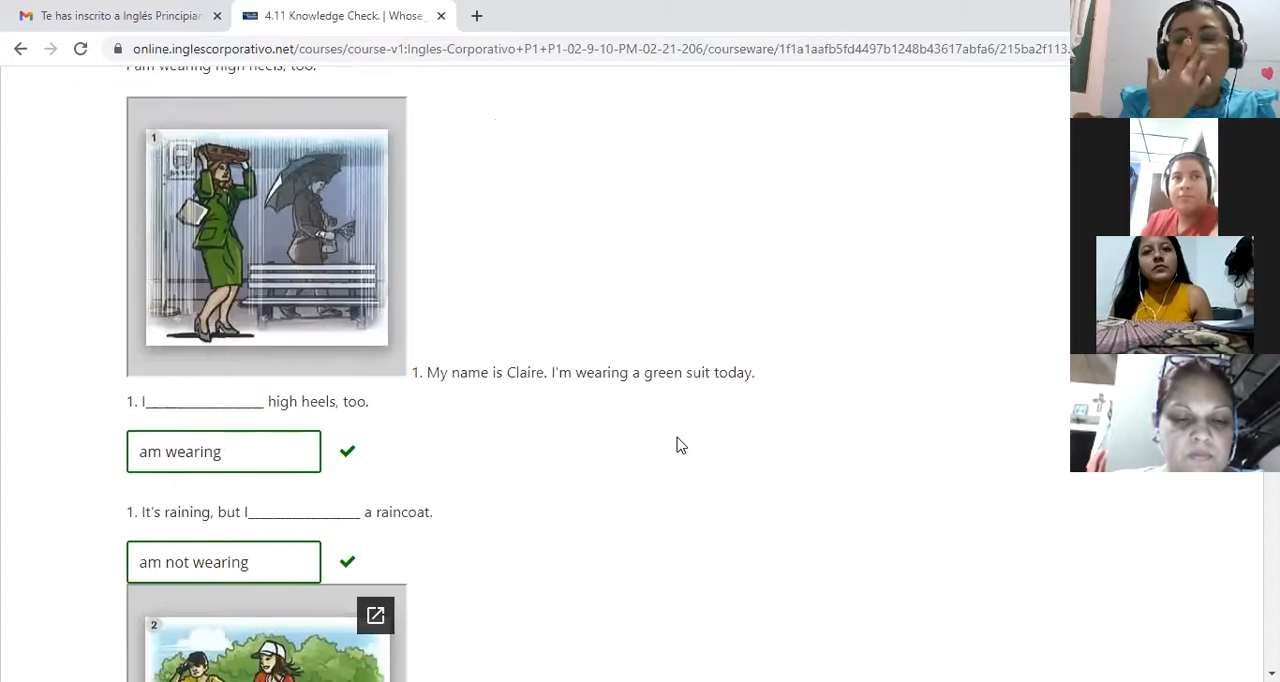 Te has inscrito a Inglés Principiar
4.11 Knowledge Check. | Whose
online.inglescorporativo.net/courses/course-v1:Ingles-Corporativo+P1+P1-02-9-10-PM-02-21-206/courseware/1f1a1aafb5fd4497b1248b43617abfa6/215ba2f113.
I am wearing high heels, too.
1
1. My name is Claire. I'm wearing a green suit today.
1. I_________________ high heels, too.
am wearing
1. It's raining, but I________________ a raincoat.
am not wearing
2